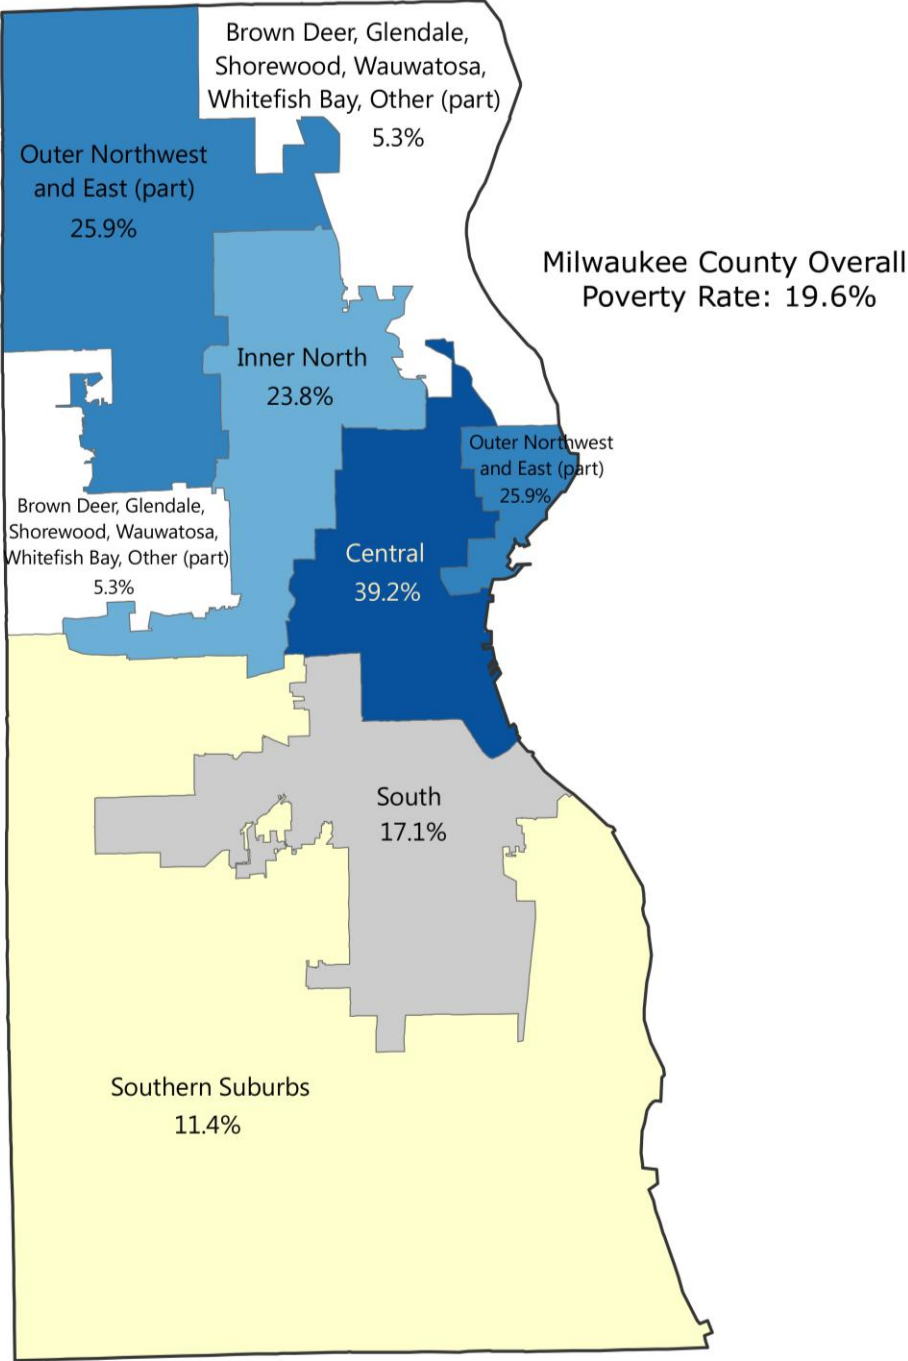 Brown Deer, Glendale,
Shorewood, Wauwatosa,
Whitefish Bay, Other (part)
5.3%
Outer Northwest
and East (part)
25.9%
Milwaukee County Overall
Poverty Rate: 19.6%
Inner North
23.8%
Outer Northwest
and East (part)
25.9%
Brown Deer, Glendale,
Shorewood, Wauwatosa,
Whitefish Bay, Other (part)
5.3%
Central
39.2%
South
17.1%
Southern Suburbs
11.4%